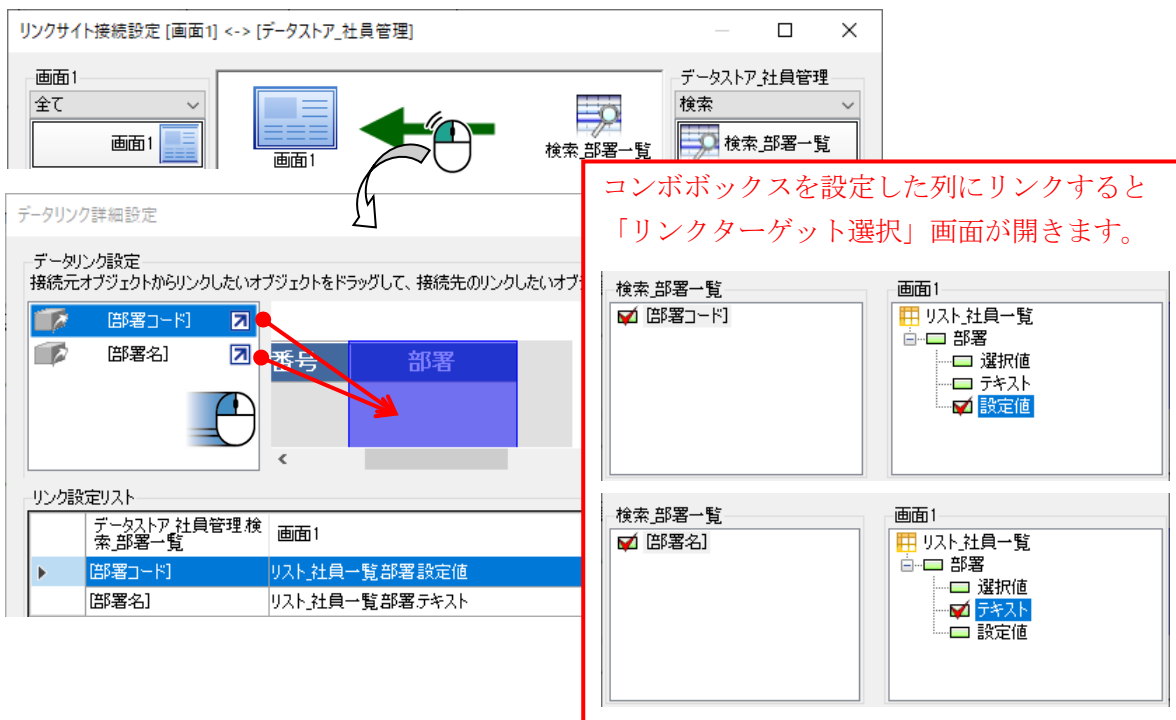 リンクサイト接続設定 [画面1] <-> [データストア_社員管理]
画面1
全て
画面1
画面1
検索_部署一覧
データストア_社員管理
検索
検索_部署一覧
データリンク詳細設定
データリンク設定
接続元オブジェクトからリンクしたいオブジェクトをドラッグして、接続先のリンクしたいオブ
[部署コード]
[部署名]
番号
部署
リンク設定リスト
データストア_社員管理.検
索_部署一覧
画面1
[部署コード]
リスト_社員一覧.部署.設定値
[部署名]
リスト_社員一覧.部署.テキスト
コンボボックスを設定した列にリンクすると
「リンクターゲット選択」画面が開きます。
検索_部署一覧
[部署コード]
画面1
リスト_社員一覧
部署
選択値
テキスト
設定値
検索_部署一覧
[部署名]
画面1
リスト_社員一覧
部署
選択値
テキスト
設定値